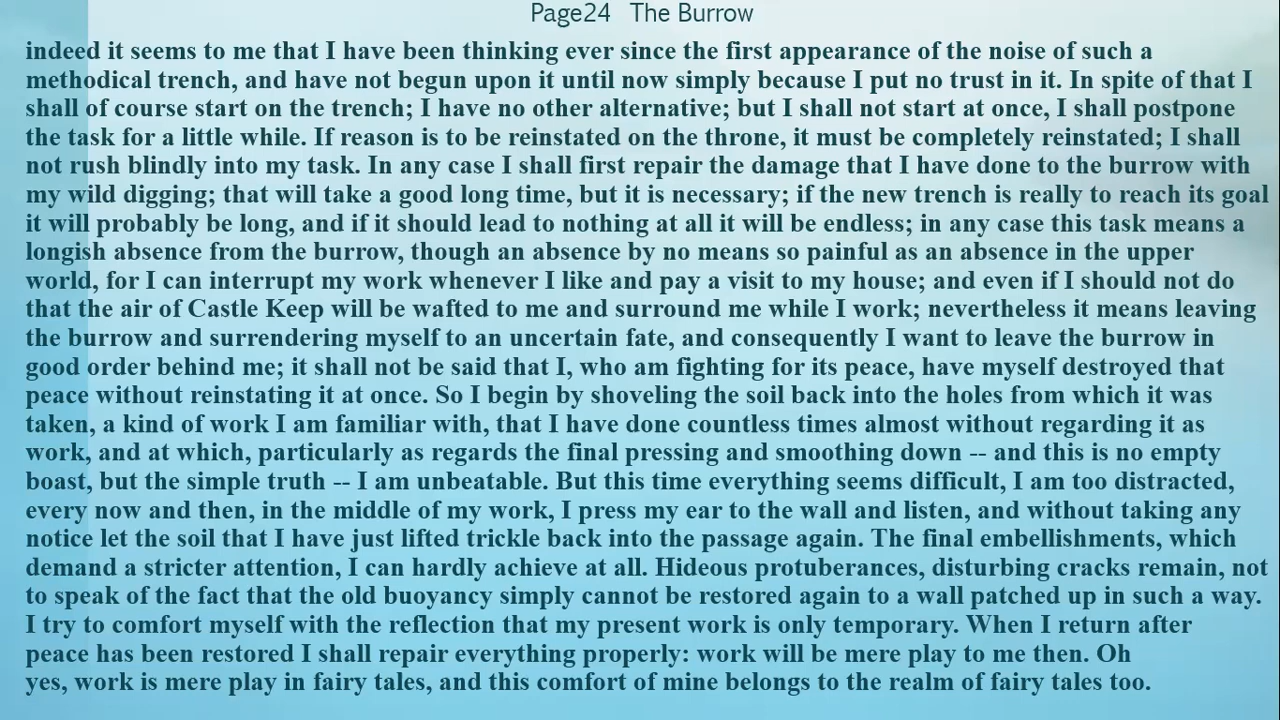 Page24 The Burrow
indeed it seems to me that I have been thinking ever since the first appearance of the noise of such a
methodical trench, and have not begun upon it until now simply because I put no trust in it. In spite of that I
shall of course start on the trench; I have no other alternative; but I shall not start at once, I shall postpone
the task for a little while. If reason is to be reinstated on the throne, it must be completely reinstated; I shall
not rush blindly into my task. In any case I shall first repair the damage that I have done to the burrow with
my wild digging; that will take a good long time, but it is necessary; if the new trench is really to reach its goal
it will probably be long, and if it should lead to nothing at all it will be endless; in any case this task means a
longish absence from the burrow, though an absence by no means so painful as an absence in the upper
world, for I can interrupt my work whenever I like and pay a visit to my house; and even if I should not do
that the air of Castle Keep will be wafted to me and surround me while I work; nevertheless it means leaving
the burrow and surrendering myself to an uncertain fate, and consequently I want to leave the burrow in
good order behind me; it shall not be said that I, who am fighting for its peace, have myself destroyed that
peace without reinstating it at once. So I begin by shoveling the soil back into the holes from which it was
taken, a kind of work I am familiar with, that I have done countless times almost without regarding it as
work, and at which, particularly as regards the final pressing and smoothing down -- and this is no empty
boast, but the simple truth -- I am unbeatable. But this time everything seems difficult, I am too distracted,
every now and then, in the middle of my work, I press my ear to the wall and listen, and without taking any
notice let the soil that I have just lifted trickle back into the passage again. The final embellishments, which
demand a stricter attention, I can hardly achieve at all. Hideous protuberances, disturbing cracks remain, not
to speak of the fact that the old buoyancy simply cannot be restored again to a wall patched up in such a way.
I try to comfort myself with the reflection that my present work is only temporary. When I return after
peace has been restored I shall repair everything properly: work will be mere play to me then. Oh
yes, work is mere play in fairy tales, and this comfort of mine belongs to the realm of fairy tales too.